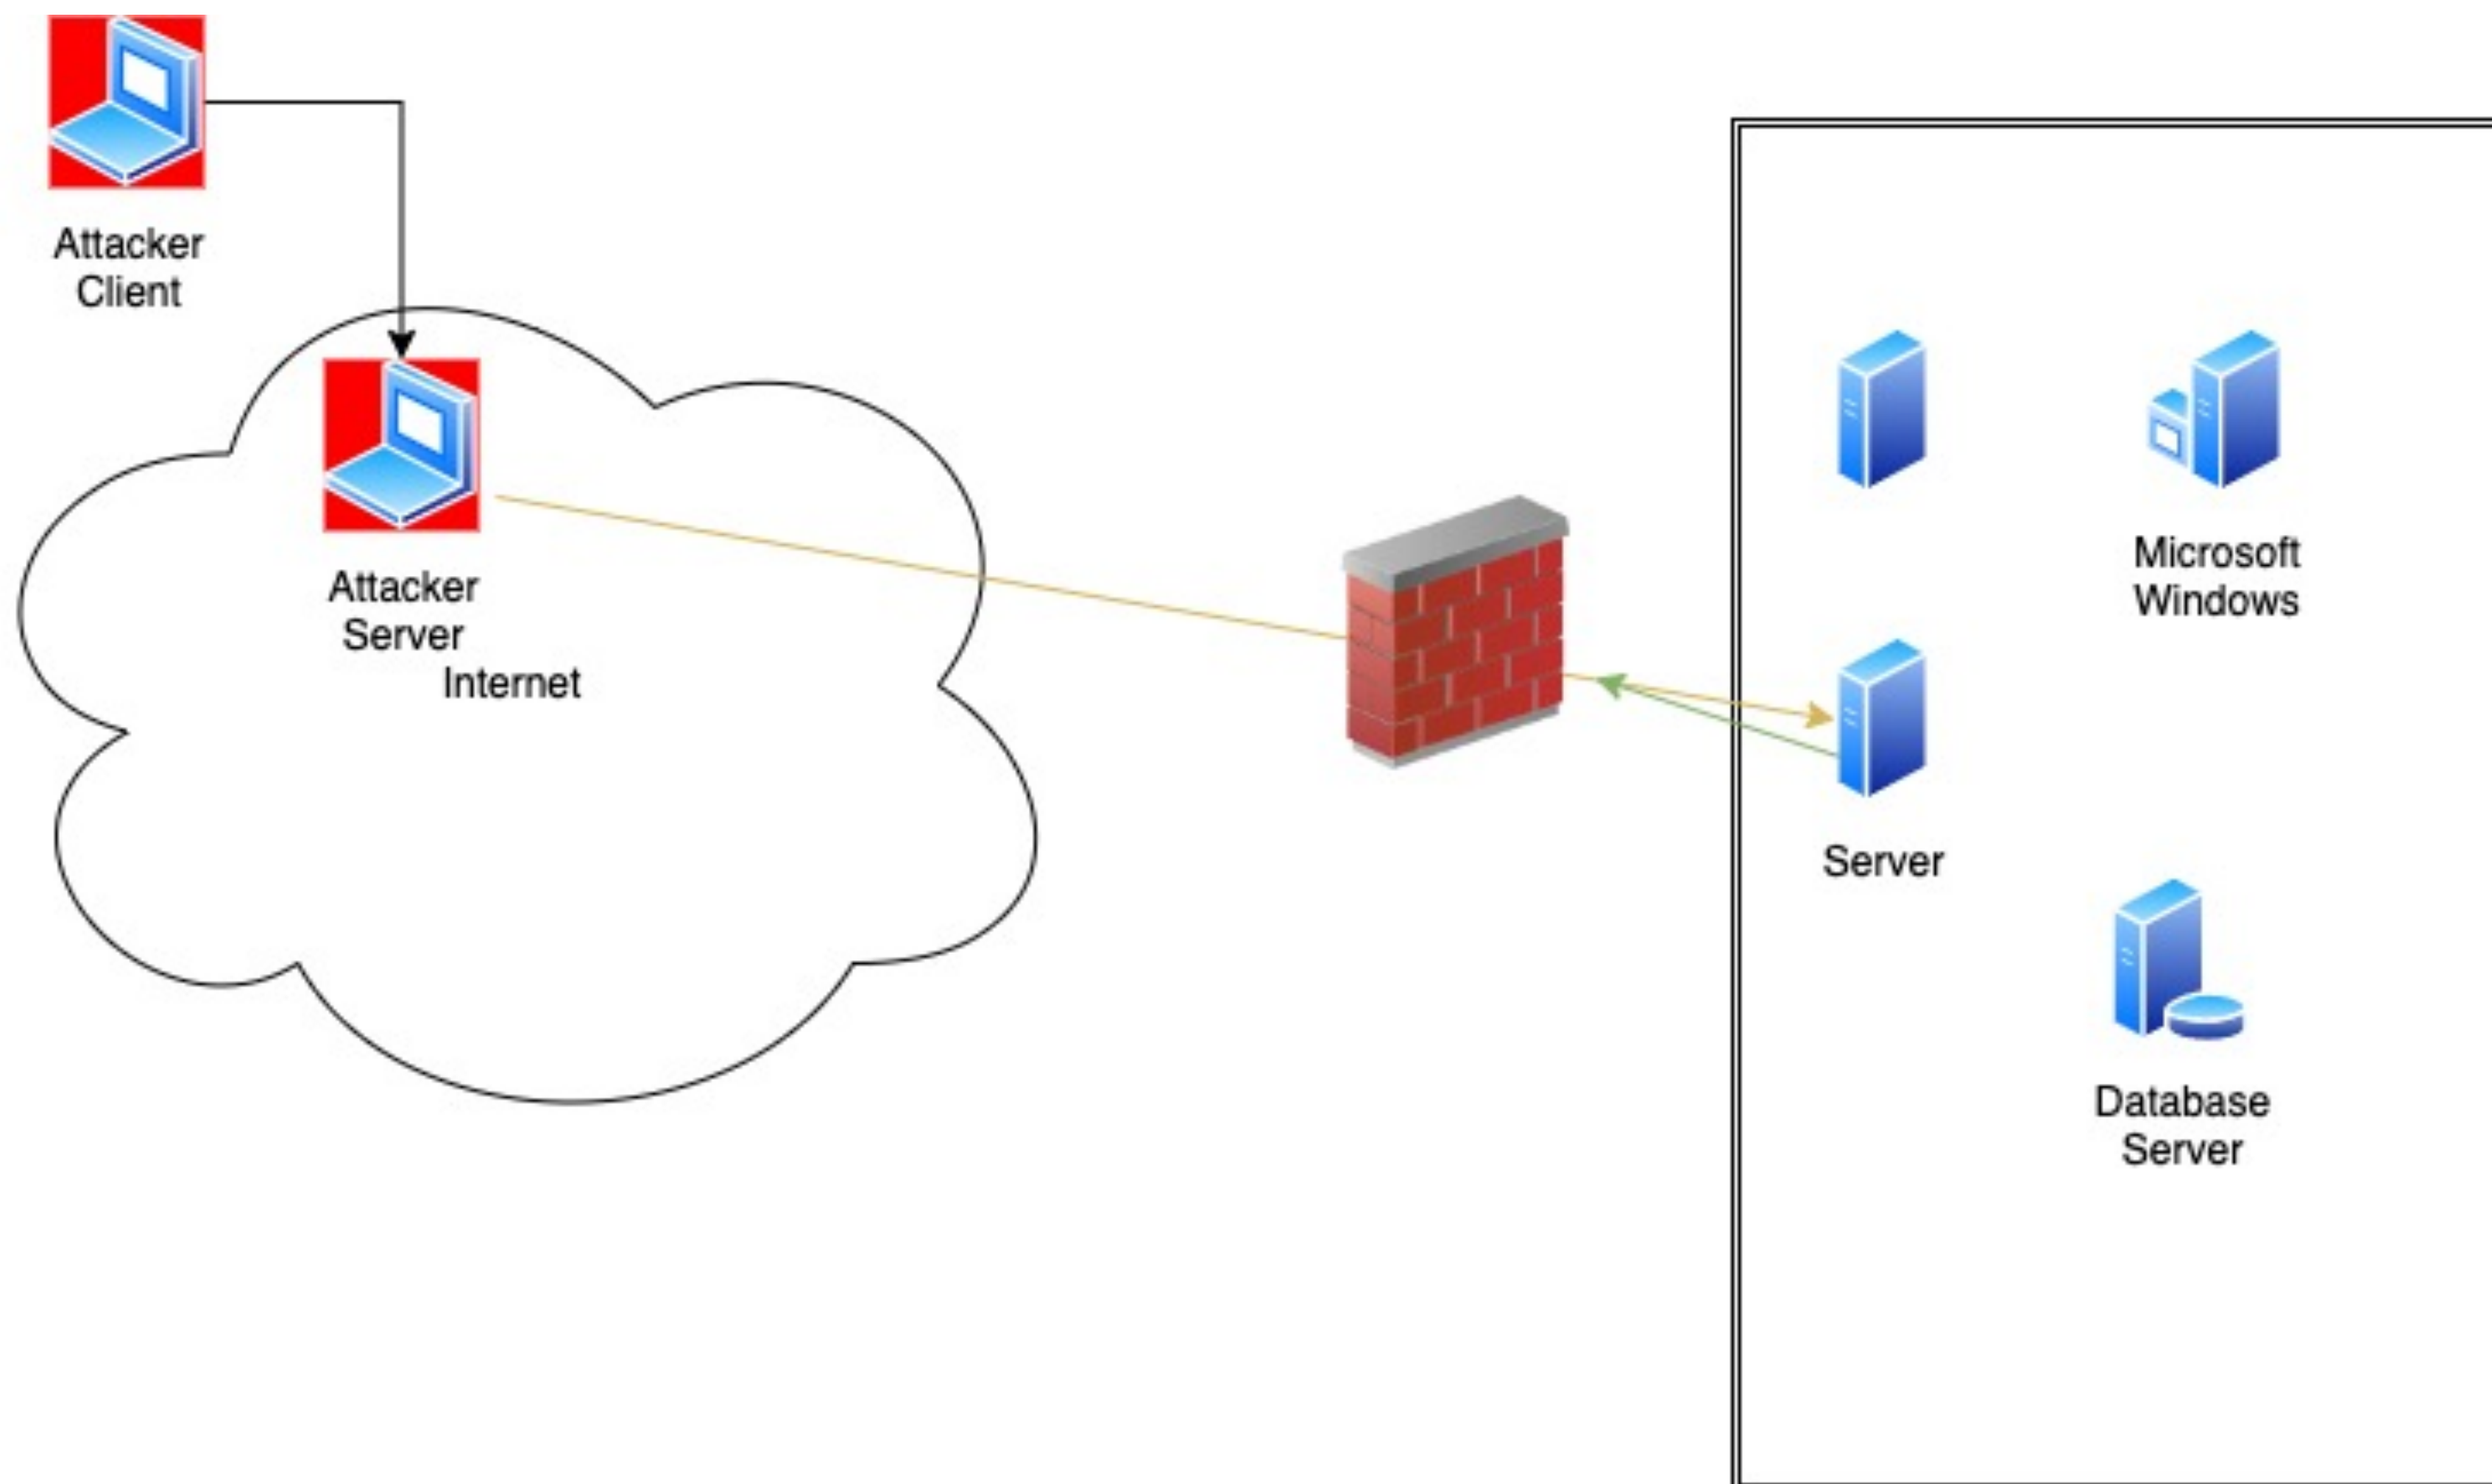 Attacker
Client
Attacker
Server
Internet
Microsoft
Windows
Server
Database
Server